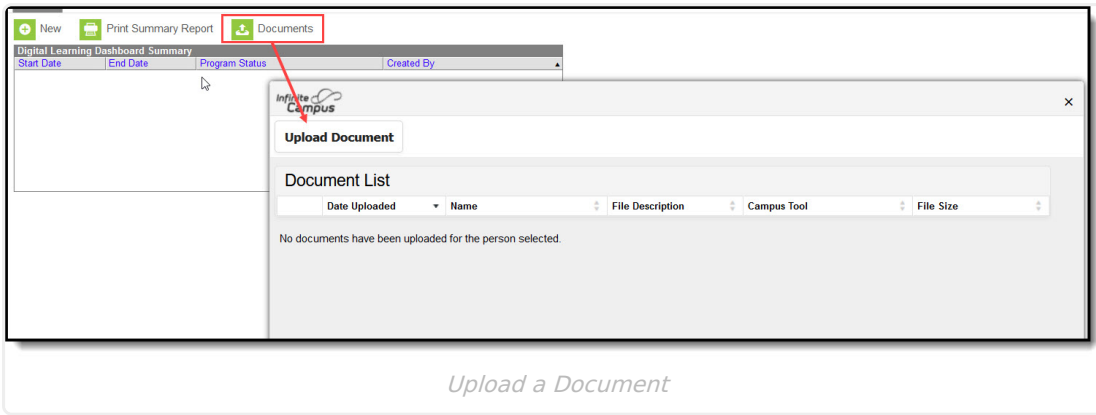 New Print Summary Report Documents
Digital Learning Dashboard Summary
Start Date End Date Program Status Created By
Infinite Campus
Upload Document
Document List
Date Uploaded Name File Description Campus Tool File Size
No documents have been uploaded for the person selected.
Upload a Document